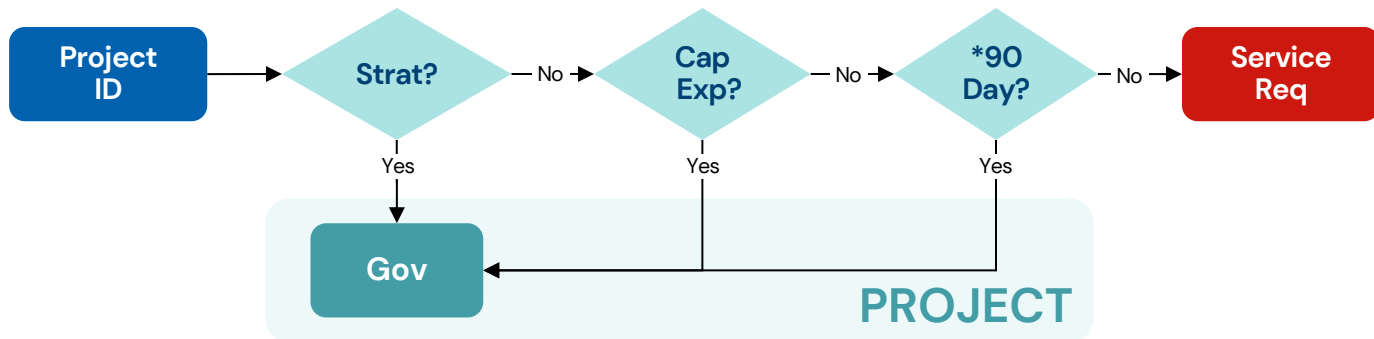 Project
ID
Strat?
No
Cap
Exp?
No
*90
Day?
No
Service
Req
Yes
Yes
Yes
Gov
PROJECT